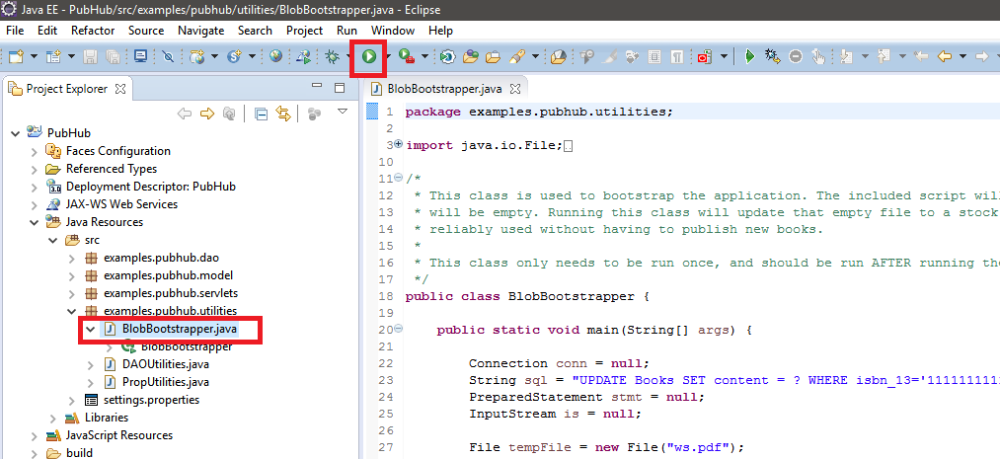 Java EE - PubHub/src/examples/pubhub/utilities/BlobBootstrapper.java - Eclipse
File Edit Refactor Source Navigate Search Project Run Window Help
Project Explorer
PubHub
Faces Configuration
Referenced Types
3.0 Deployment Descriptor: PubHub
JAX-WS Web Services
Java Resources
src
examples.pubhub.dao
examples.pubhub.model
examples.pubhub.servlets
examples.pubhub.utilities
BlobBootstrapper.java
BlobBootstrapper
DAOUtilities.java
PropUtilities.java
settings.properties
Libraries
JavaScript Resources
build
BlobBootstrapper.java
1 package examples.pubhub.utilities;
2
3 import java.io.File;
10
11 /*
12 * This class is used to bootstrap the application. The included script wil
13 * will be empty. Running this class will update that empty file to a stock
14 * reliably used without having to publish new books.
15 *
16 * This class only needs to be run once, and should be run AFTER running the
17 */
18 public class BlobBootstrapper {
19
20 public static void main(String[] args) {
21
22 Connection conn = null;
23 String sql = "UPDATE Books SET content = ? WHERE isbn_13='11111111111
24 PreparedStatement stmt = null;
25 InputStream is = null;
26
27 File tempFile = new File("ws.pdf");